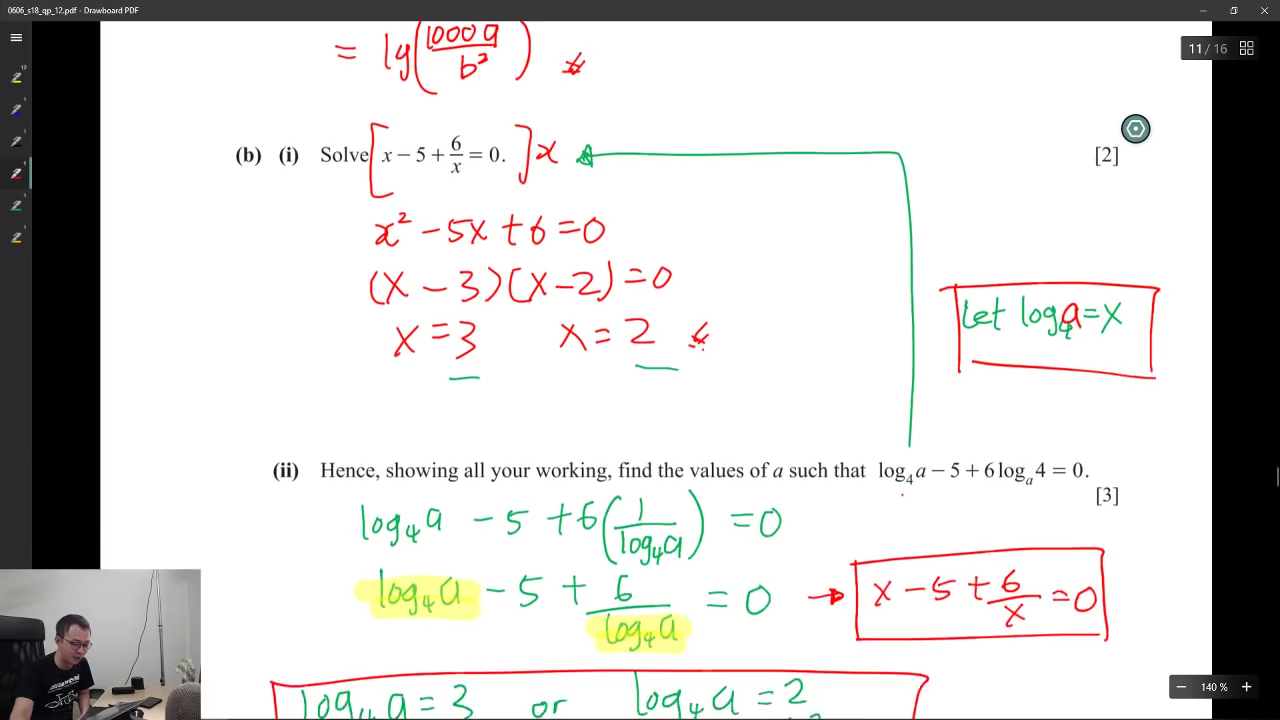 0606_s18_qp_12.pdf - Drawboard PDF
11 / 16
= lg(1000a/b²)
(b) (i) Solve [x − 5 + 6/x = 0.]x [2]
x² − 5x + 6 = 0
(x − 3)(x − 2) = 0
x = 3 x = 2
Let log₄a = x
(ii) Hence, showing all your working, find the values of a such that log₄a − 5 + 6logₐ4 = 0.
[3]
log₄a − 5 + 6(1/log₄a) = 0
log₄a − 5 + 6/log₄a = 0 → x − 5 + 6/x = 0
log₄a = 3 or log₄a = 2
140 %